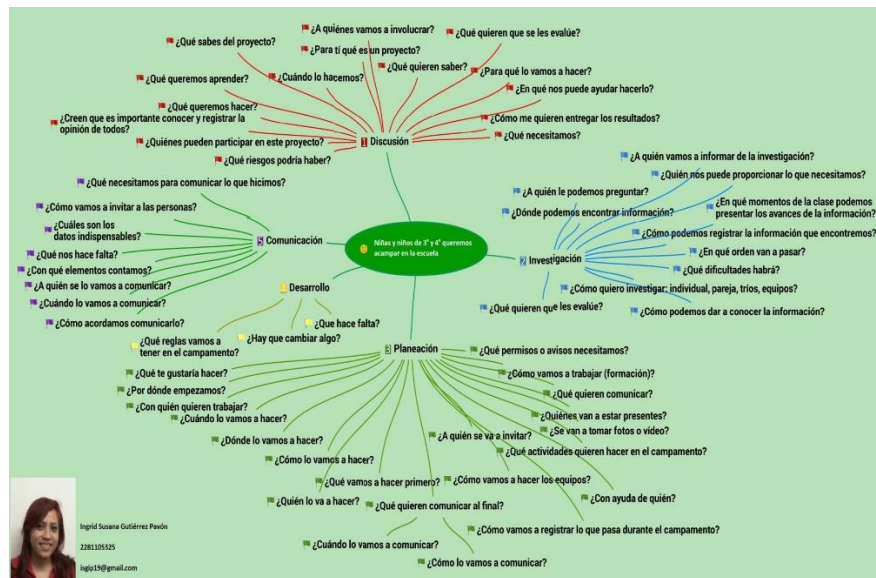 ¿Qué sabes del proyecto?
¿A quiénes vamos a involucrar?
¿Qué quieren que se les evalúe?
¿Para ti qué es un proyecto?
¿Qué quieren saber?
¿Qué queremos aprender?
¿Cuándo lo hacemos?
¿Para qué lo vamos a hacer?
¿En qué nos puede ayudar hacerlo?
¿Qué queremos hacer?
¿Creen que es importante conocer y registrar la
opinión de todos?
¿Cómo me quieren entregar los resultados?
¿Quiénes pueden participar en este proyecto?
1 Discusión
¿Qué necesitamos?
¿Qué riesgos podría haber?
¿A quién vamos a informar de la investigación?
¿Quién nos puede proporcionar lo que necesitamos?
¿A quién le podemos preguntar?
¿En qué momentos de la clase podemos
presentar los avances de la información?
¿Dónde podemos encontrar información?
¿Cómo podemos registrar la información que encontremos?
2 Investigación
¿En qué orden van a pasar?
¿Qué dificultades habrá?
¿Cómo quiero investigar: individual, pareja, tríos, equipos?
¿Qué quieren que les evalúe?
¿Cómo podemos dar a conocer la información?
¿Qué necesitamos para comunicar lo que hicimos?
¿Cómo vamos a invitar a las personas?
¿Cuáles son los
datos indispensables?
5 Comunicación
¿Qué nos hace falta?
¿Con qué elementos contamos?
¿A quién se lo vamos a comunicar?
¿Cuándo lo vamos a comunicar?
¿Cómo acordamos comunicarlo?
Niñas y niños de 3° y 4° queremos
acampar en la escuela
Desarrollo
¿Que hace falta?
¿Hay que cambiar algo?
¿Qué reglas vamos a
tener en el campamento?
3 Planeación
¿Qué permisos o avisos necesitamos?
¿Qué te gustaría hacer?
¿Cómo vamos a trabajar (formación)?
¿Por dónde empezamos?
¿Qué quieren comunicar?
¿Con quién quieren trabajar?
¿Cuándo lo vamos a hacer?
¿Quiénes van a estar presentes?
¿Se van a tomar fotos o vídeo?
¿Dónde lo vamos a hacer?
¿A quién se va a invitar?
¿Qué actividades quieren hacer en el campamento?
¿Cómo lo vamos a hacer?
¿Qué vamos a hacer primero?
¿Cómo vamos a hacer los equipos?
¿Quién lo va a hacer?
¿Qué quieren comunicar al final?
¿Con ayuda de quién?
¿Cómo vamos a registrar lo que pasa durante el campamento?
¿Cuándo lo vamos a comunicar?
¿Cómo lo vamos a comunicar?
Ingrid Susana Gutiérrez Pavón
2281105325
isgip19@gmail.com